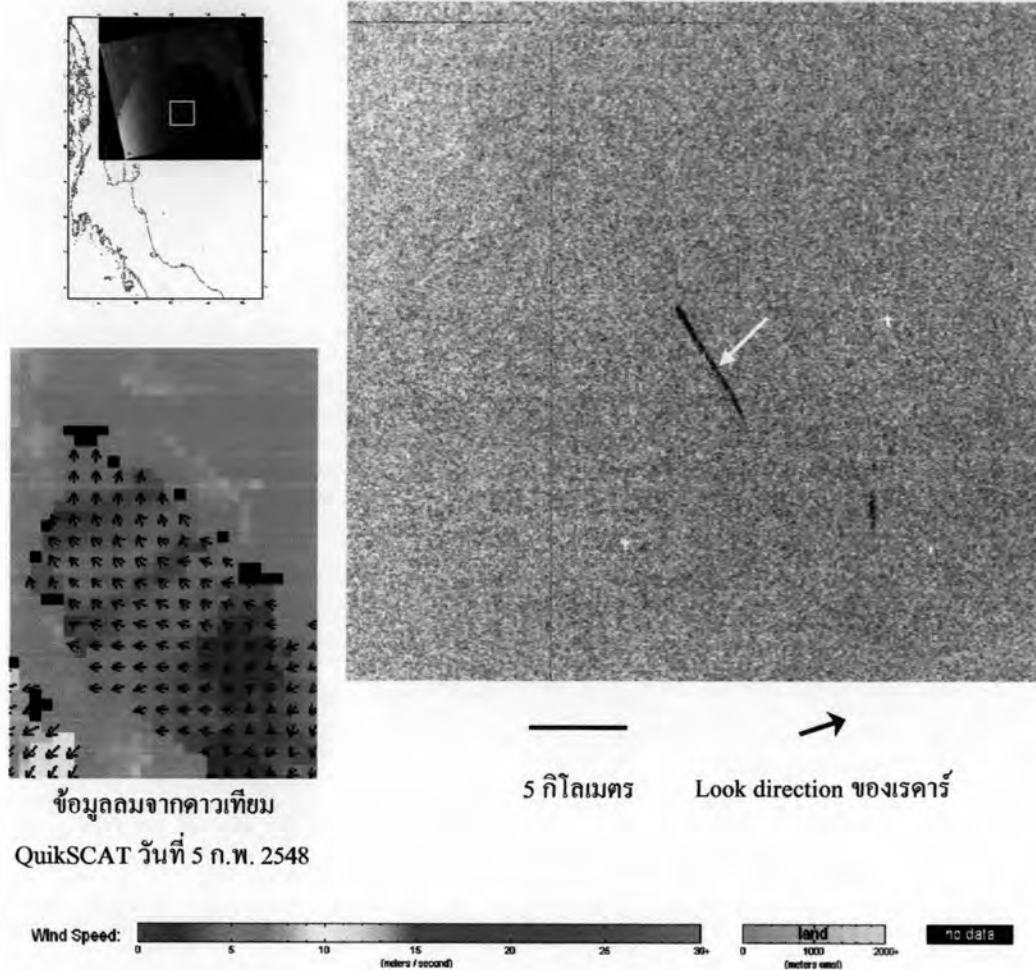 5 กิโลเมตร
Look direction ของเรดาร์
ข้อมูลลมจากดาวเทียม
QuikSCAT วันที่ 5 ก.พ. 2548
Wind Speed:
0 5 10 15 20 30+
(meters / second)
land
0 1000 2000+
no data